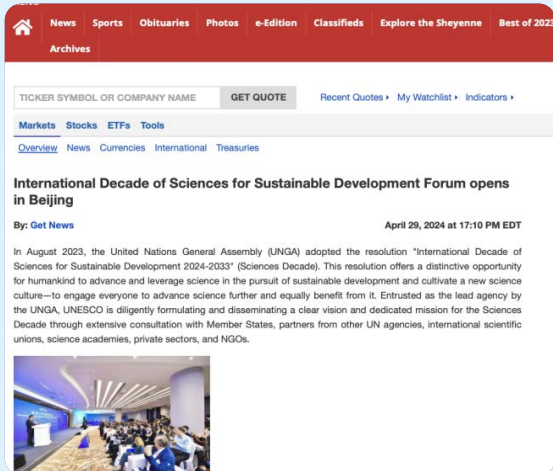 News Sports Obituaries Photos e-Edition Classifieds Explore the Sheyenne Best of 2023
Archives
TICKER SYMBOL OR COMPANY NAME GET QUOTE Recent Quotes My Watchlist Indicators
Markets Stocks ETFs Tools
Overview News Currencies International Treasuries
International Decade of Sciences for Sustainable Development Forum opens
in Beijing
By: Get News April 29, 2024 at 17:10 PM EDT
In August 2023, the United Nations General Assembly (UNGA) adopted the resolution "International Decade of
Sciences for Sustainable Development 2024-2033" (Sciences Decade). This resolution offers a distinctive opportunity
for humankind to advance and leverage science in the pursuit of sustainable development and cultivate a new science
culture—to engage everyone to advance science further and equally benefit from it. Entrusted as the lead agency by
the UNGA, UNESCO is diligently formulating and disseminating a clear vision and dedicated mission for the Sciences
Decade through extensive consultation with Member States, partners from other UN agencies, international scientific
unions, science academies, private sectors, and NGOs.